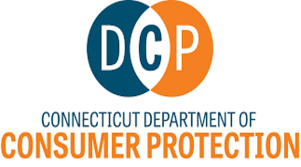 DCP
CONNECTICUT DEPARTMENT OF
CONSUMER PROTECTION